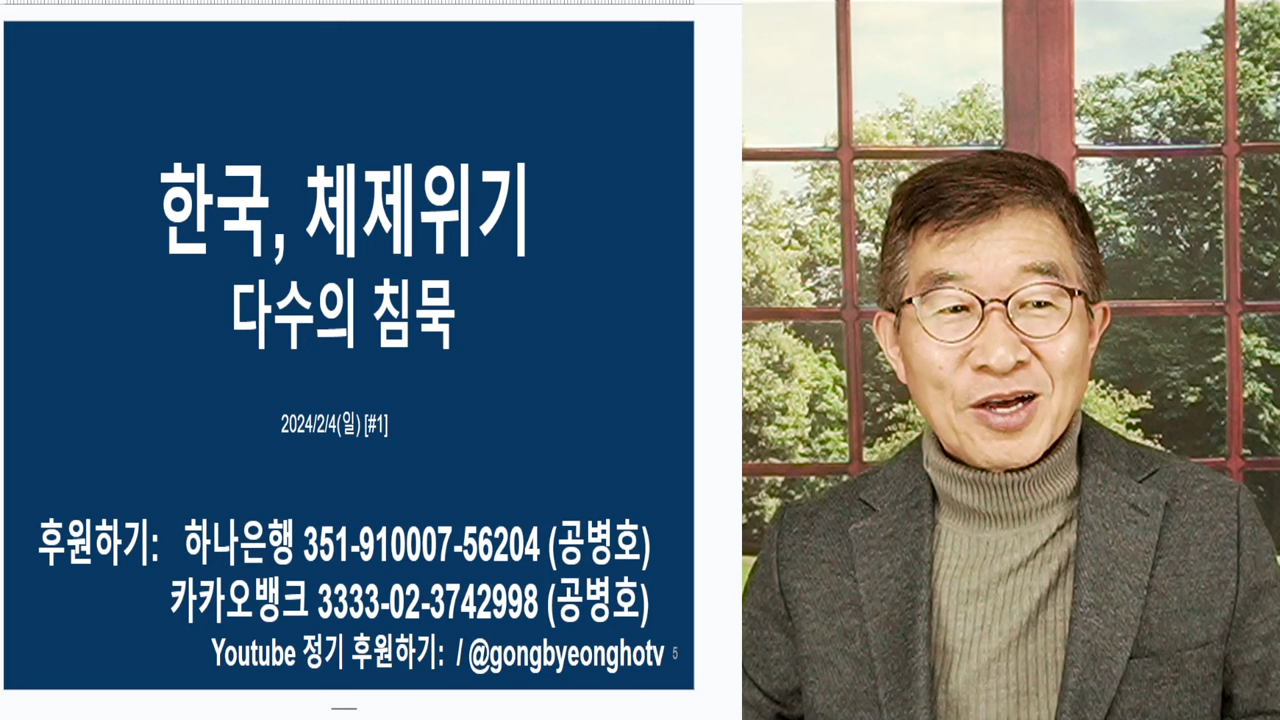 한국, 체제위기
다수의 침묵
2024/2/4(일) [#1]
후원하기: 하나은행 351-910007-56204 (공병호)
카카오뱅크 3333-02-3742998 (공병호)
Youtube 정기 후원하기: / @gongbyeonghotv 5